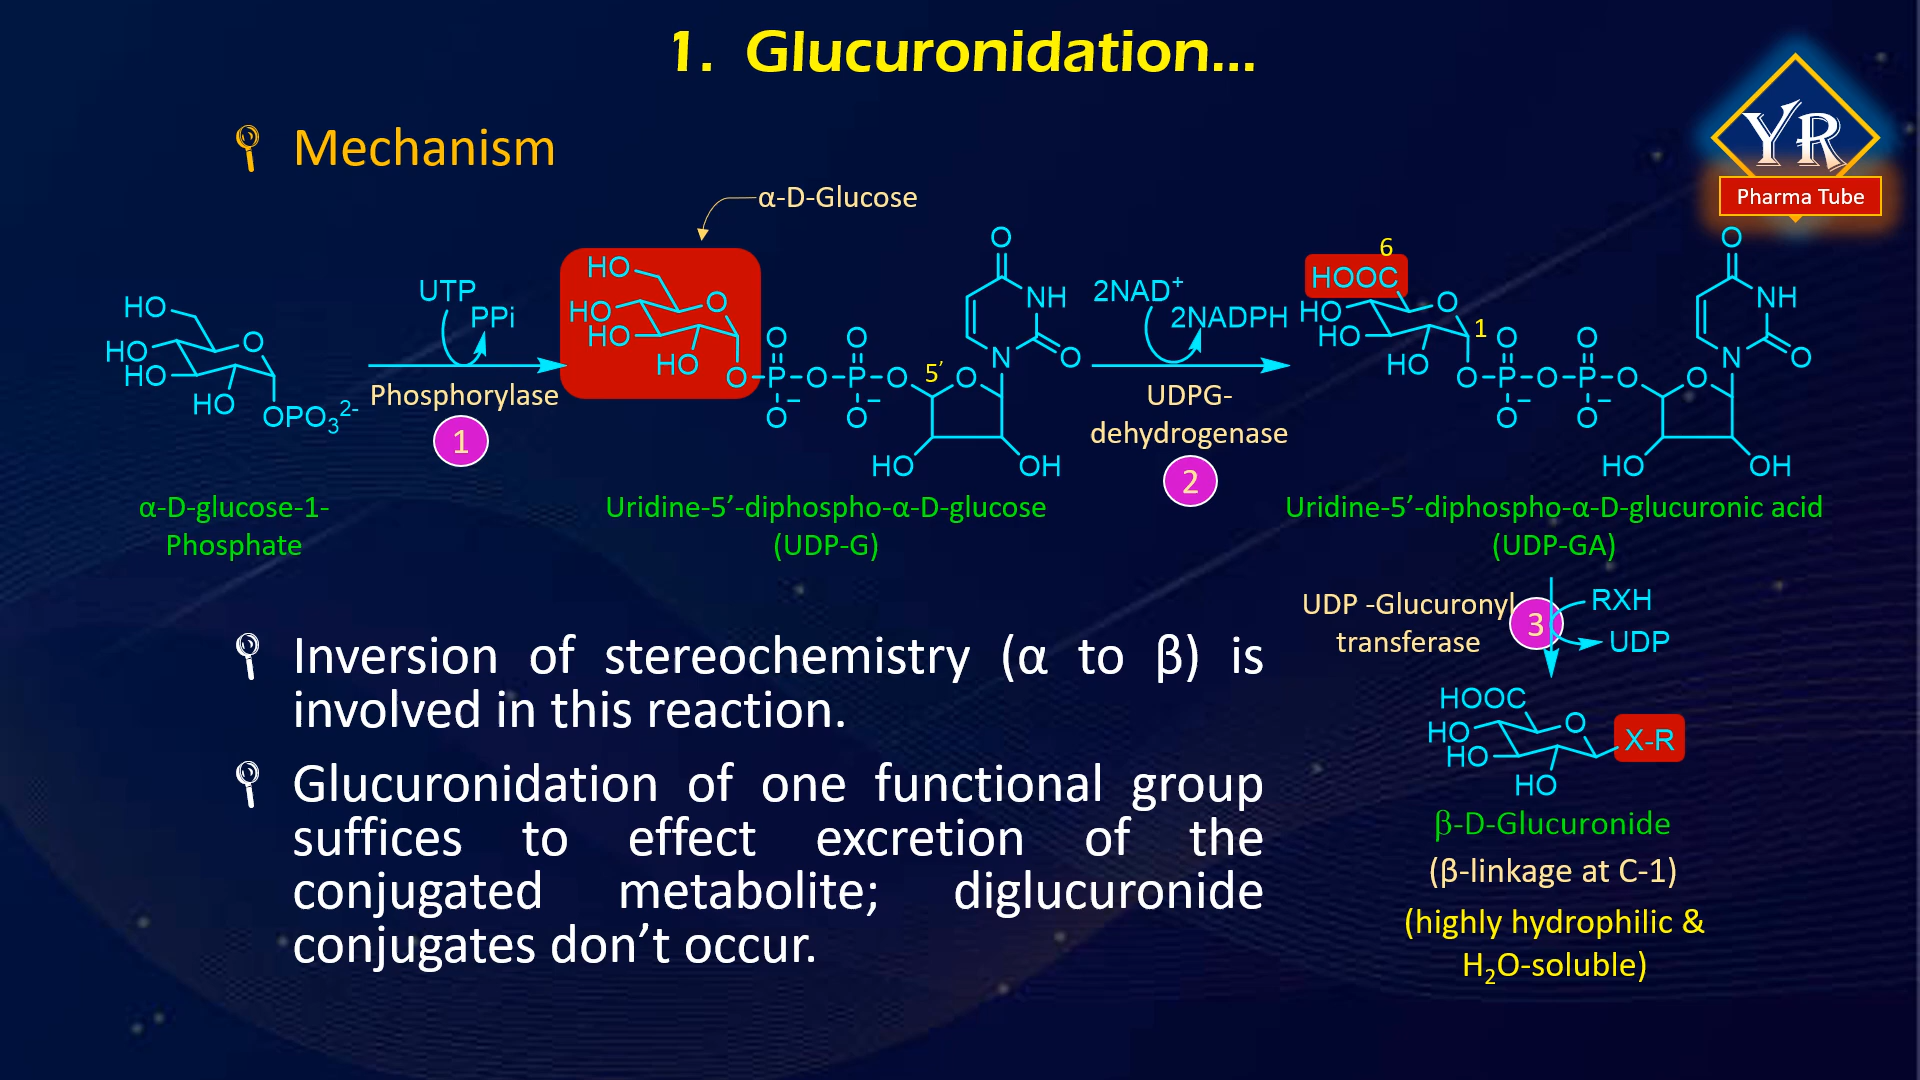 1. Glucuronidation...
YR
Pharma Tube
Mechanism
α-D-Glucose
HO
HO
HO
HO
OPO₃²⁻
O
α-D-glucose-1-
Phosphate
UTP
PPi
Phosphorylase
1
HO
HO
HO
HO
O
O
O
P
O⁻
O
O
P
O⁻
O
5′
O
HO
OH
N
NH
O
O
Uridine-5′-diphospho-α-D-glucose
(UDP-G)
2NAD⁺
2NADPH
UDPG-
dehydrogenase
2
6
HOOC
HO
HO
HO
O
1
O
O
P
O⁻
O
O
P
O⁻
O
O
HO
OH
N
NH
O
O
Uridine-5′-diphospho-α-D-glucuronic acid
(UDP-GA)
UDP -Glucuronyl
transferase
3
RXH
UDP
HOOC
HO
HO
HO
O
X-R
β-D-Glucuronide
(β-linkage at C-1)
(highly hydrophilic &
H₂O-soluble)
Inversion of stereochemistry (α to β) is
involved in this reaction.
Glucuronidation of one functional group
suffices to effect excretion of the
conjugated metabolite; diglucuronide
conjugates don’t occur.